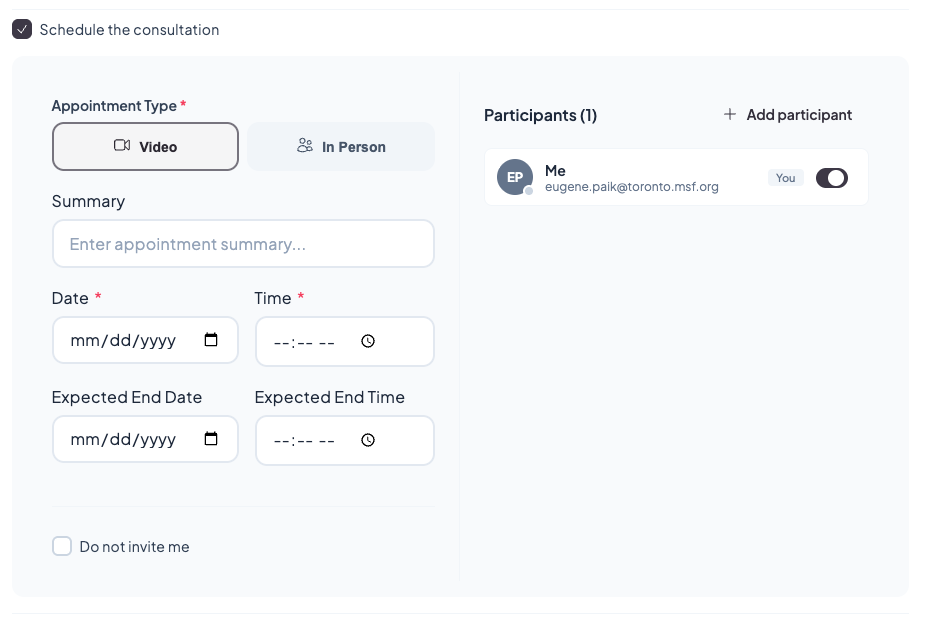 Schedule the consultation
Appointment Type *
Video
In Person
Summary
Enter appointment summary...
Date *
Time *
mm/dd/yyyy
--:-- --
Expected End Date
Expected End Time
mm/dd/yyyy
--:-- --
Do not invite me
Participants (1)
+ Add participant
EP
Me
eugene.paik@toronto.msf.org
You